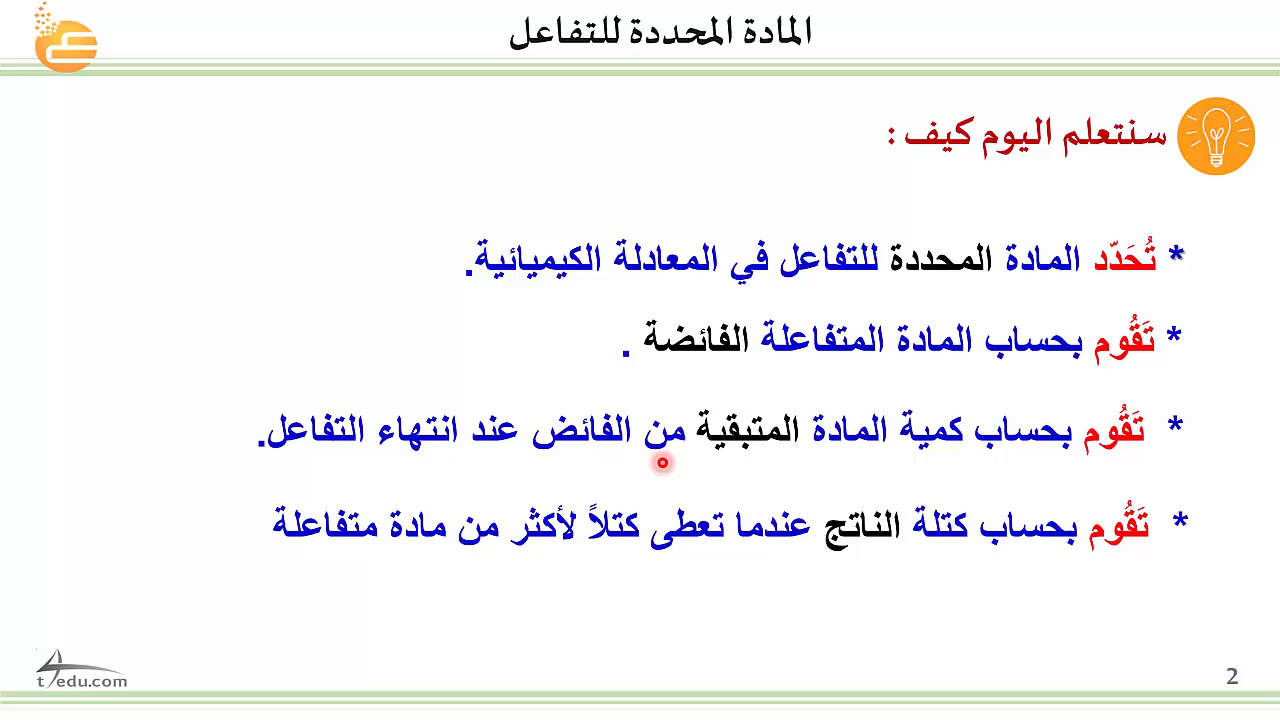 المادة المحددة للتفاعل
سنتعلم اليوم كيف :
* تُحَدّد المادة المحددة للتفاعل في المعادلة الكيميائية.
* تَقُوم بحساب المادة المتفاعلة الفائضة .
* تَقُوم بحساب كمية المادة المتبقية من الفائض عند انتهاء التفاعل.
* تَقُوم بحساب كتلة الناتج عندما تعطى كتلاً لأكثر من مادة متفاعلة
t4edu.com
2